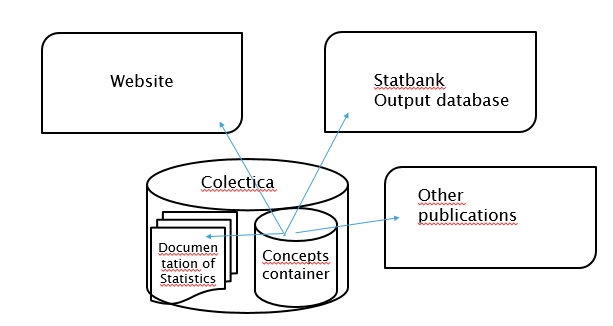 Website
Statbank
Output database
Colectica
Other
publications
Documen
tation of
Statistics
Concepts
container